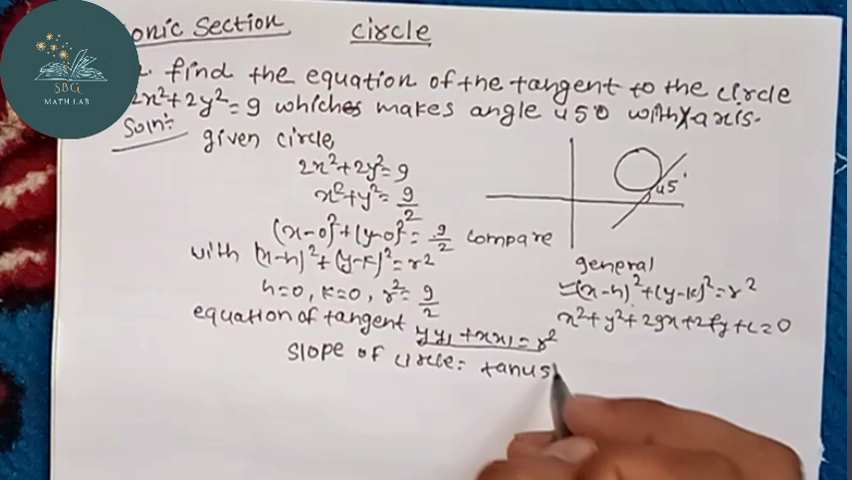 onic Section circle
SBG
MATH LAB
2. find the equation of the tangent to the circle
2x²+2y²=9 which makes angle 450 with x axis.
Soln:-
given circle,
2x²+2y²=9
x²+y²=9/2
(x-0)²+(y-0)²=9/2 compare
with (x-h)²+(y-k)²=r²
h=0, k=0, r²=9/2
equation of tangent yy₁+xx₁=r²
Slope of circle= tan45
45°
general
=(x-h)²+(y-k)²=r²
x²+y²+2gx+2fy+c=0